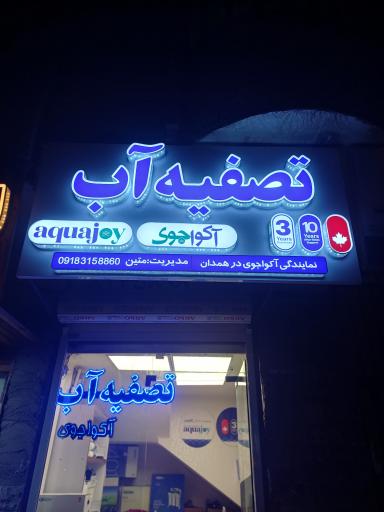 تصفیه آب
aquajoy آکواجوی 3 Years 10 Years
نمایندگی آکواجوی در همدان مدیریت:متین 09183158860
تصفیه آب
آکواجوی
aquajoy 3